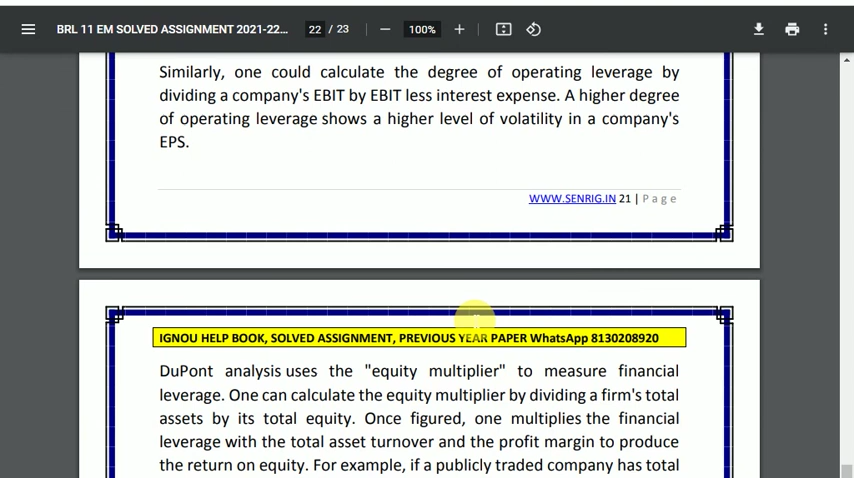 BRL 11 EM SOLVED ASSIGNMENT 2021-22... 22 / 23 100%
Similarly, one could calculate the degree of operating leverage by
dividing a company's EBIT by EBIT less interest expense. A higher degree
of operating leverage shows a higher level of volatility in a company's
EPS.
WWW.SENRIG.IN 21 | Page
IGNOU HELP BOOK, SOLVED ASSIGNMENT, PREVIOUS YEAR PAPER WhatsApp 8130208920
DuPont analysis uses the "equity multiplier" to measure financial
leverage. One can calculate the equity multiplier by dividing a firm's total
assets by its total equity. Once figured, one multiplies the financial
leverage with the total asset turnover and the profit margin to produce
the return on equity. For example, if a publicly traded company has total